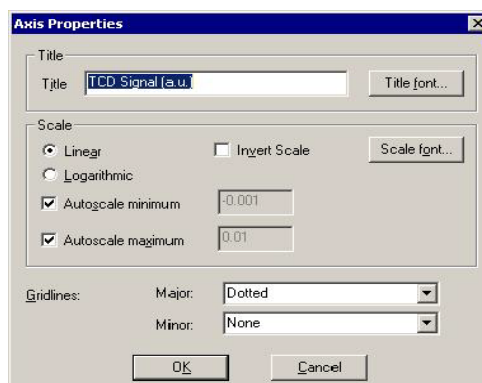 Axis Properties
Title
Title TCD Signal (a.u.) Title font...
Scale
Linear Invert Scale Scale font...
Logarithmic
Autoscale minimum -0.001
Autoscale maximum 0.01
Gridlines: Major: Dotted
Minor: None
OK Cancel